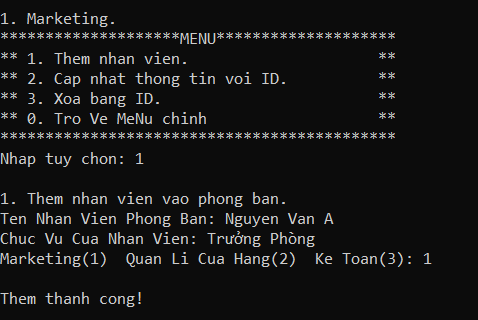 1. Marketing.
********************MENU********************
** 1. Them nhan vien.                     **
** 2. Cap nhat thong tin voi ID.          **
** 3. Xoa bang ID.                        **
** 0. Tro Ve MeNu chinh                   **
********************************************
Nhap tuy chon: 1
1. Them nhan vien vao phong ban.
Ten Nhan Vien Phong Ban: Nguyen Van A
Chuc Vu Cua Nhan Vien: Trưởng Phòng
Marketing(1)  Quan Li Cua Hang(2)  Ke Toan(3): 1
Them thanh cong!